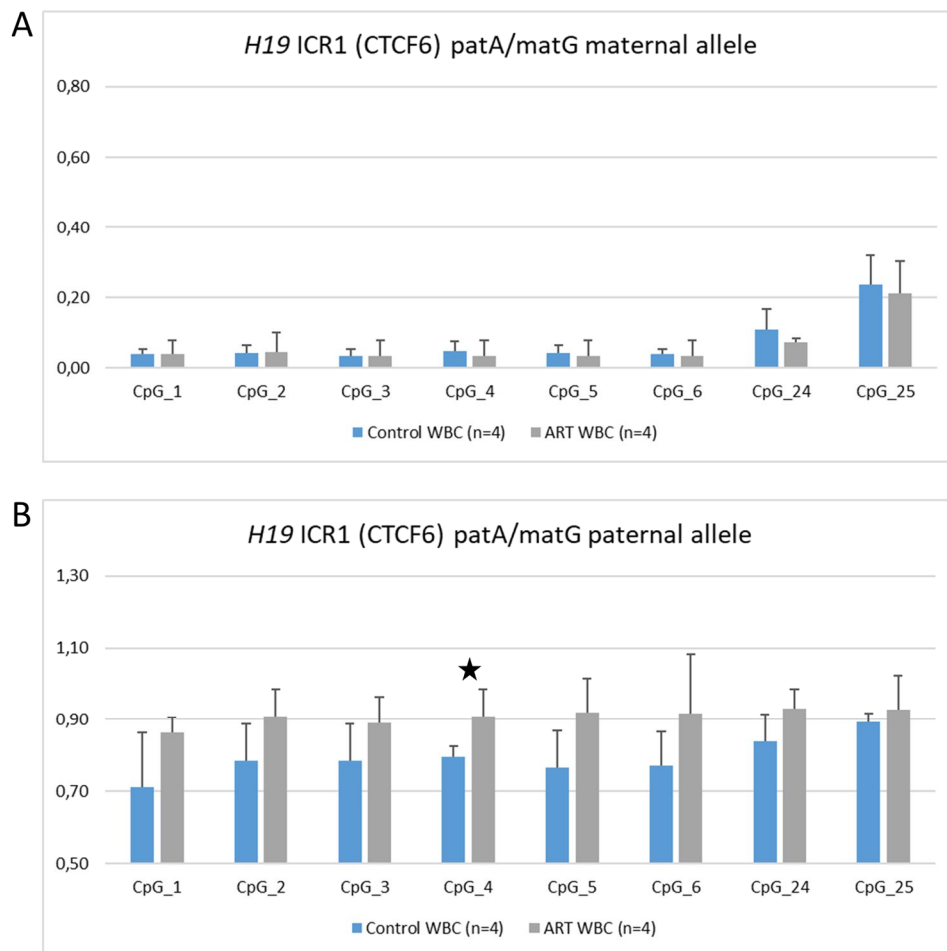 A
H19 ICR1 (CTCF6) patA/matG maternal allele
0,80
0,60
0,40
0,20
0,00
CpG_1 CpG_2 CpG_3 CpG_4 CpG_5 CpG_6 CpG_24 CpG_25
Control WBC (n=4) ART WBC (n=4)
B
H19 ICR1 (CTCF6) patA/matG paternal allele
1,30
1,10
0,90
0,70
0,50
CpG_1 CpG_2 CpG_3 CpG_4 CpG_5 CpG_6 CpG_24 CpG_25
Control WBC (n=4) ART WBC (n=4)